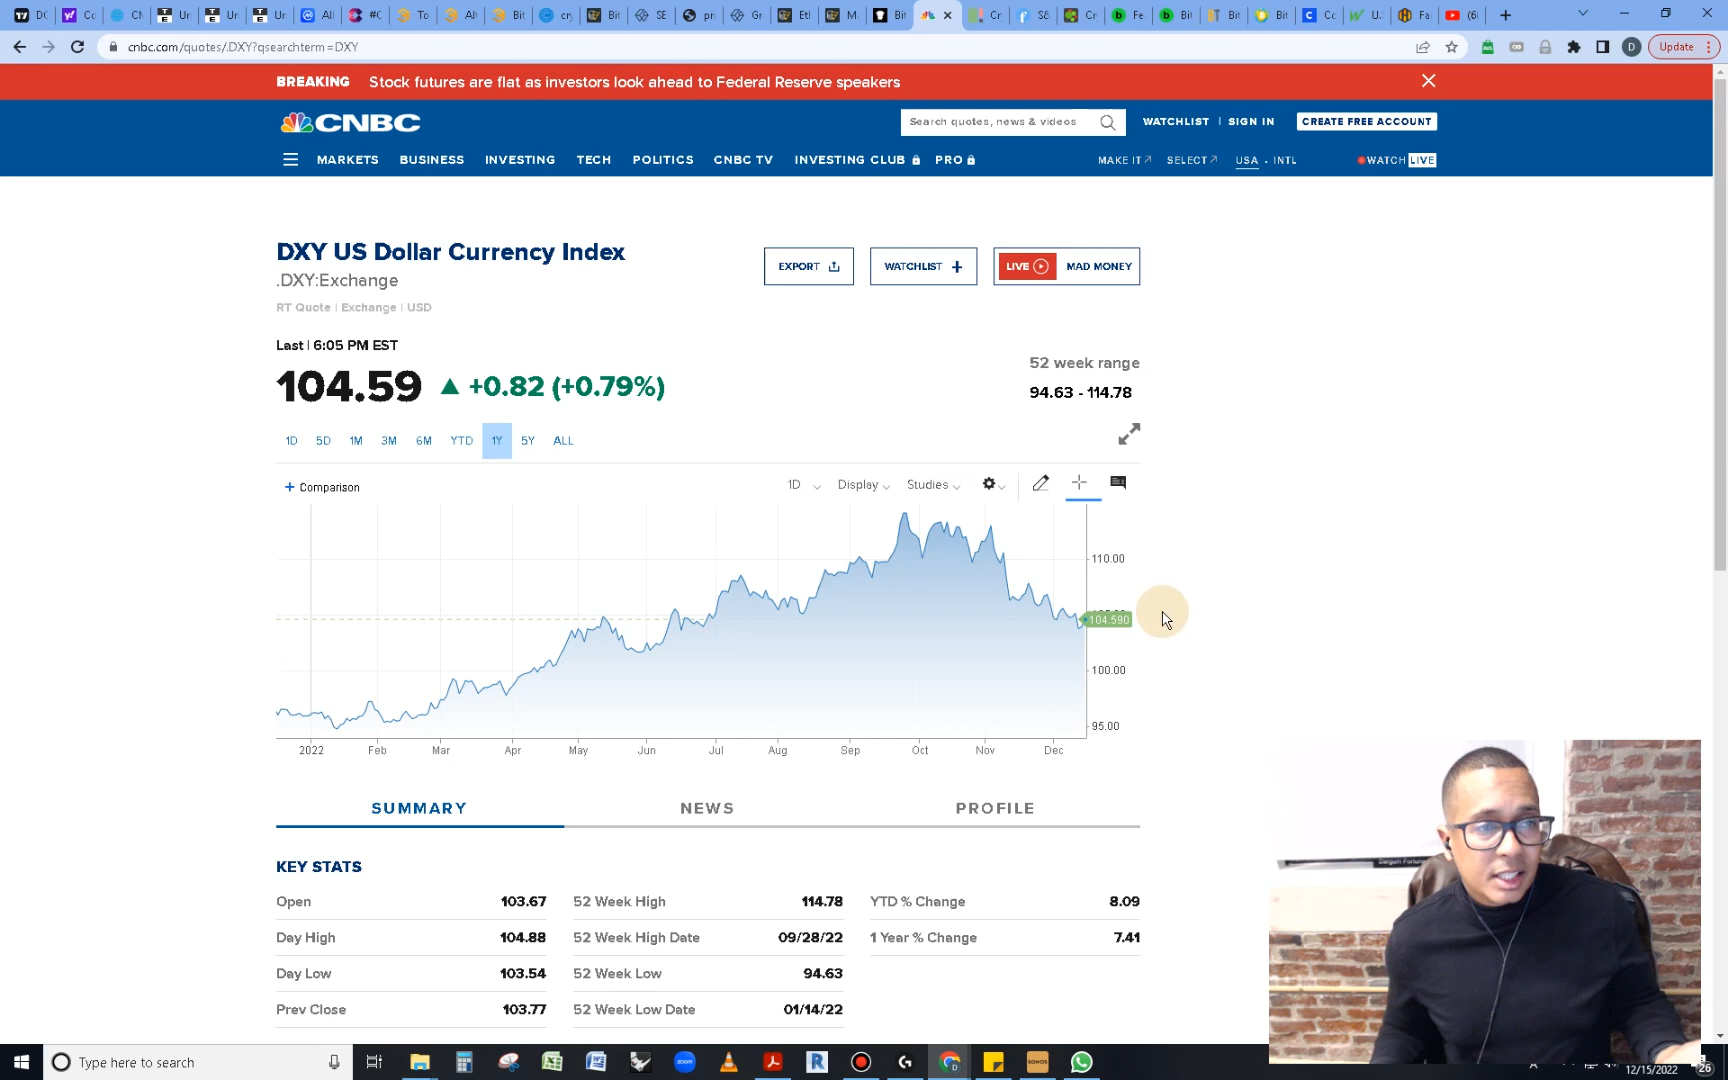 cnbc.com/quotes/.DXY?qsearchterm=DXY
Update
BREAKING Stock futures are flat as investors look ahead to Federal Reserve speakers
CNBC
Search quotes, news & videos
WATCHLIST | SIGN IN
CREATE FREE ACCOUNT
MARKETS BUSINESS INVESTING TECH POLITICS CNBC TV INVESTING CLUB PRO
MAKE IT SELECT USA • INTL WATCH LIVE
DXY US Dollar Currency Index
.DXY:Exchange
RT Quote | Exchange | USD
EXPORT
WATCHLIST +
LIVE MAD MONEY
Last | 6:05 PM EST
104.59 ▲ +0.82 (+0.79%)
52 week range
94.63 - 114.78
1D 5D 1M 3M 6M YTD 1Y 5Y ALL
+ Comparison
1D Display Studies
110.00
104.590
100.00
95.00
2022 Feb Mar Apr May Jun Jul Aug Sep Oct Nov Dec
SUMMARY NEWS PROFILE
KEY STATS
Open 103.67 52 Week High 114.78 YTD % Change 8.09
Day High 104.88 52 Week High Date 09/28/22 1 Year % Change 7.41
Day Low 103.54 52 Week Low 94.63
Prev Close 103.77 52 Week Low Date 01/14/22
Type here to search
zoom
SONOS
12/15/2022
26